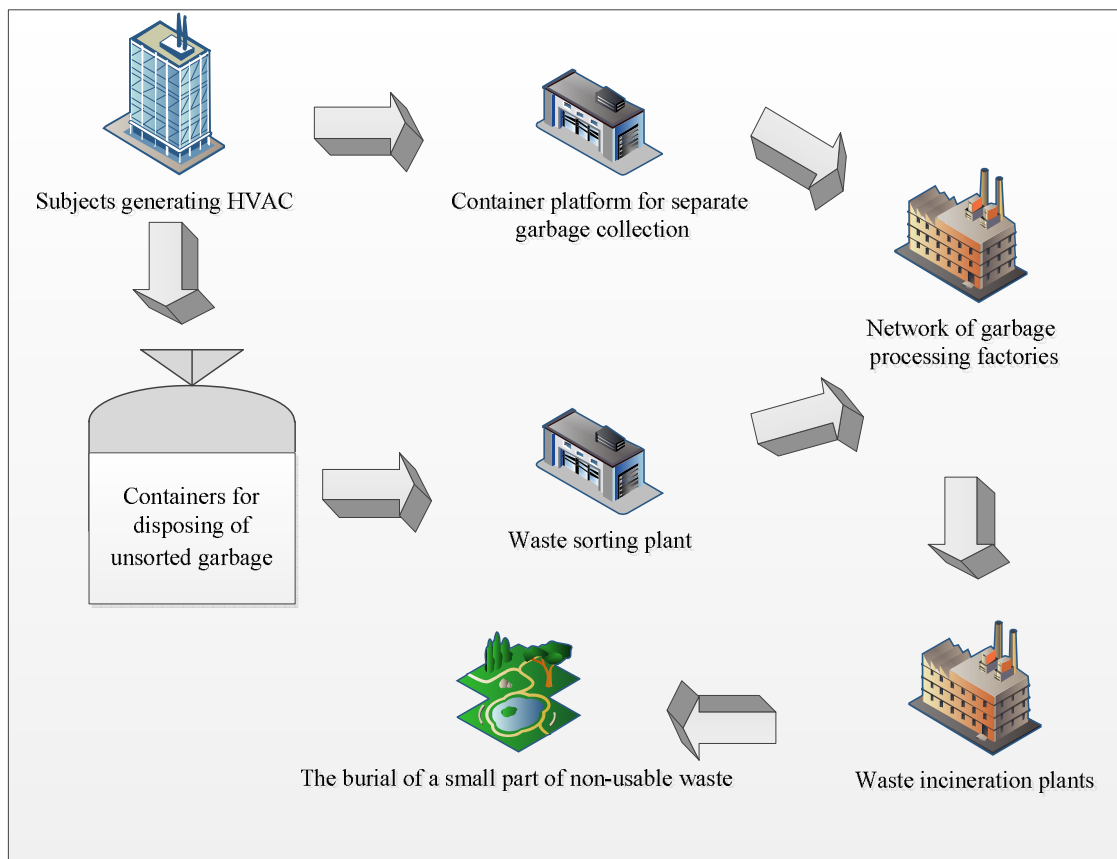 Subjects generating HVAC
Container platform for separate
garbage collection
Network of garbage
processing factories
Containers for
disposing of
unsorted garbage
Waste sorting plant
The burial of a small part of non-usable waste
Waste incineration plants